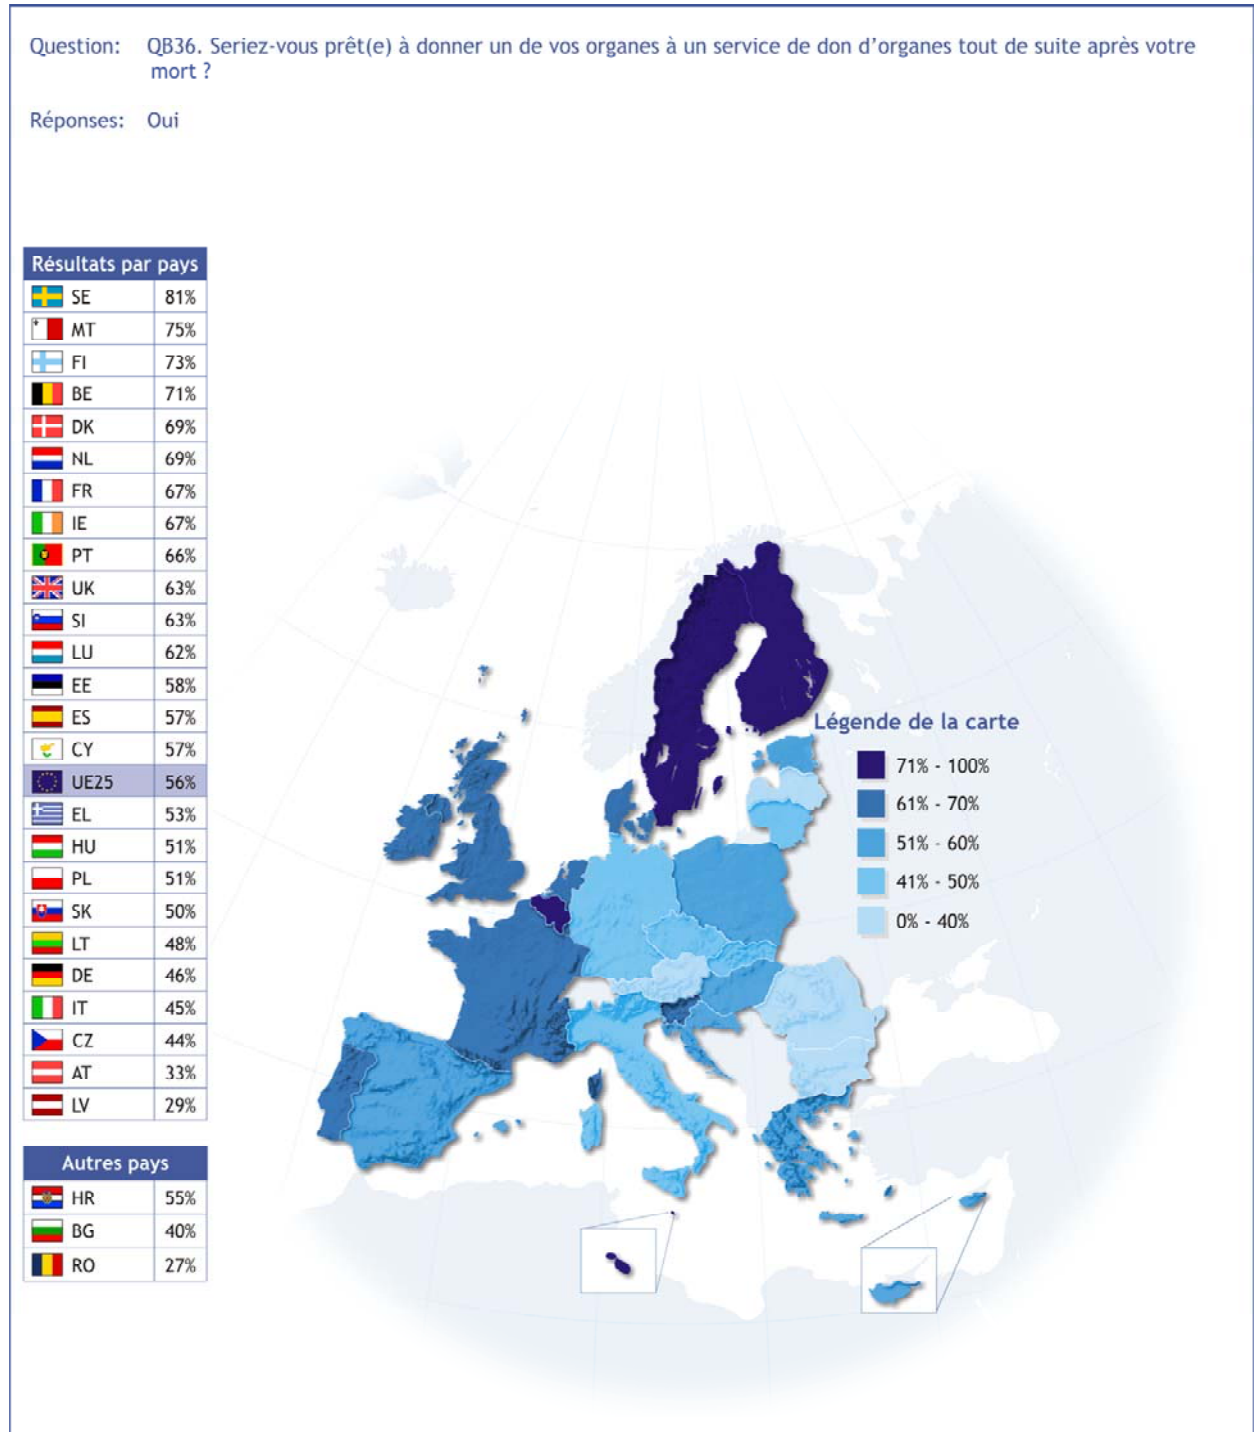 Question: QB36. Seriez-vous prêt(e) à donner un de vos organes à un service de don d’organes tout de suite après votre
mort ?
Réponses: Oui
Résultats par pays
SE 81%
MT 75%
FI 73%
BE 71%
DK 69%
NL 69%
FR 67%
IE 67%
PT 66%
UK 63%
SI 63%
LU 62%
EE 58%
ES 57%
CY 57%
UE25 56%
EL 53%
HU 51%
PL 51%
SK 50%
LT 48%
DE 46%
IT 45%
CZ 44%
AT 33%
LV 29%
Autres pays
HR 55%
BG 40%
RO 27%
Légende de la carte
71% - 100%
61% - 70%
51% - 60%
41% - 50%
0% - 40%